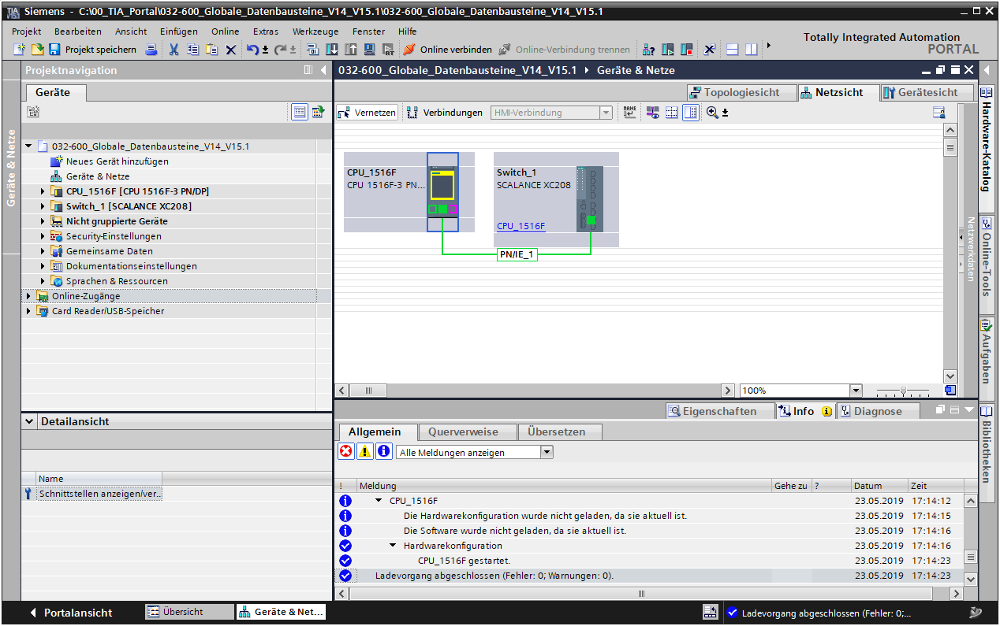 Siemens - C:\00_TIA_Portal\032-600_Globale_Datenbausteine_V14_V15.1\032-600_Globale_Datenbausteine_V14_V15.1
Projekt Bearbeiten Ansicht Einfügen Online Extras Werkzeuge Fenster Hilfe
Totally Integrated Automation
PORTAL
Projekt speichern Online verbinden Online-Verbindung trennen
Projektnavigation
032-600_Globale_Datenbausteine_V14_V15.1 Geräte & Netze
Geräte
Topologiesicht Netzsicht Gerätesicht
Vernetzen Verbindungen HMI-Verbindung
Geräte & Netze
032-600_Globale_Datenbausteine_V14_V15.1
Neues Gerät hinzufügen
Geräte & Netze
CPU_1516F [CPU 1516F-3 PN/DP]
Switch_1 [SCALANCE XC208]
Nicht gruppierte Geräte
Security-Einstellungen
Gemeinsame Daten
Dokumentationseinstellungen
Sprachen & Ressourcen
Online-Zugänge
Card Reader/USB-Speicher
CPU_1516F
CPU 1516F-3 PN...
Switch_1
SCALANCE XC208
CPU_1516F
PN/IE_1
100%
Netzwerkdaten
Hardware-Katalog
Online-Tools
Aufgaben
Bibliotheken
Detailansicht
Name
Schnittstellen anzeigen/ver...
Eigenschaften Info Diagnose
Allgemein Querverweise Übersetzen
Alle Meldungen anzeigen
! Meldung Gehe zu ? Datum Zeit
CPU_1516F 23.05.2019 17:14:12
Die Hardwarekonfiguration wurde nicht geladen, da sie aktuell ist. 23.05.2019 17:14:15
Die Software wurde nicht geladen, da sie aktuell ist. 23.05.2019 17:14:16
Hardwarekonfiguration 23.05.2019 17:14:16
CPU_1516F gestartet. 23.05.2019 17:14:23
Ladevorgang abgeschlossen (Fehler: 0; Warnungen: 0). 23.05.2019 17:14:23
Portalansicht Übersicht Geräte & Net... Ladevorgang abgeschlossen (Fehler: 0;...